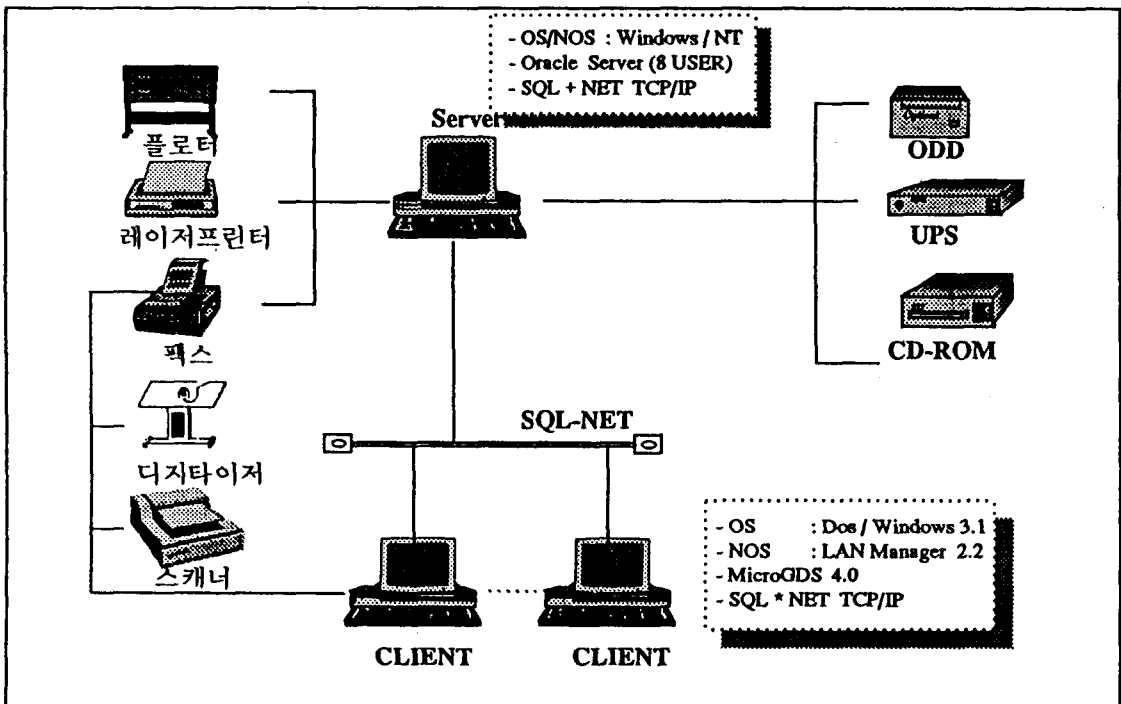 - OS/NOS : Windows / NT
- Oracle Server (8 USER)
- SQL + NET TCP/IP
Server
플로터
레이저프린터
팩스
디지타이저
스캐너
ODD
UPS
CD-ROM
SQL-NET
- OS : Dos / Windows 3.1
- NOS : LAN Manager 2.2
- MicroGDS 4.0
- SQL * NET TCP/IP
CLIENT
CLIENT